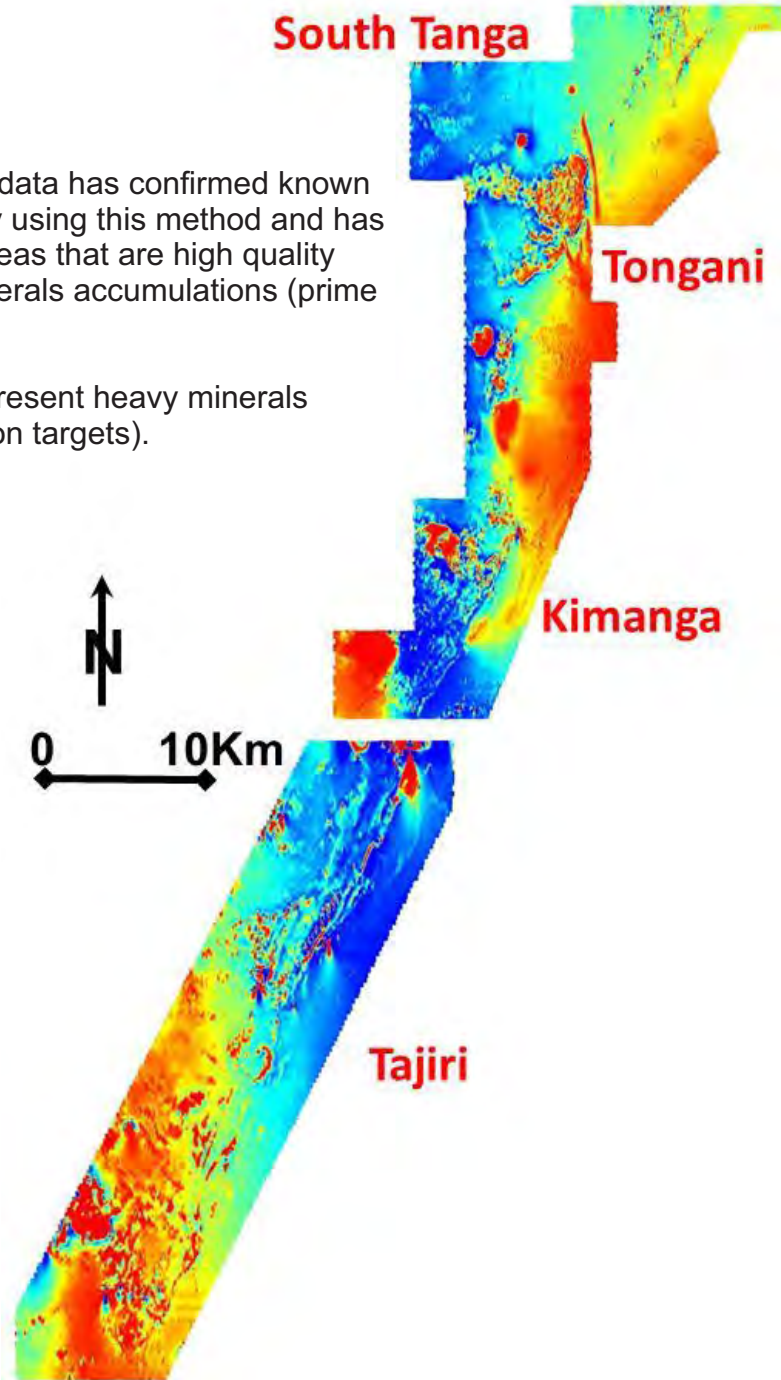 South Tanga
data has confirmed known
using this method and has
eas that are high quality
erals accumulations (prime
Tongani
resent heavy minerals
on targets).
Kimanga
N
0 10Km
Tajiri